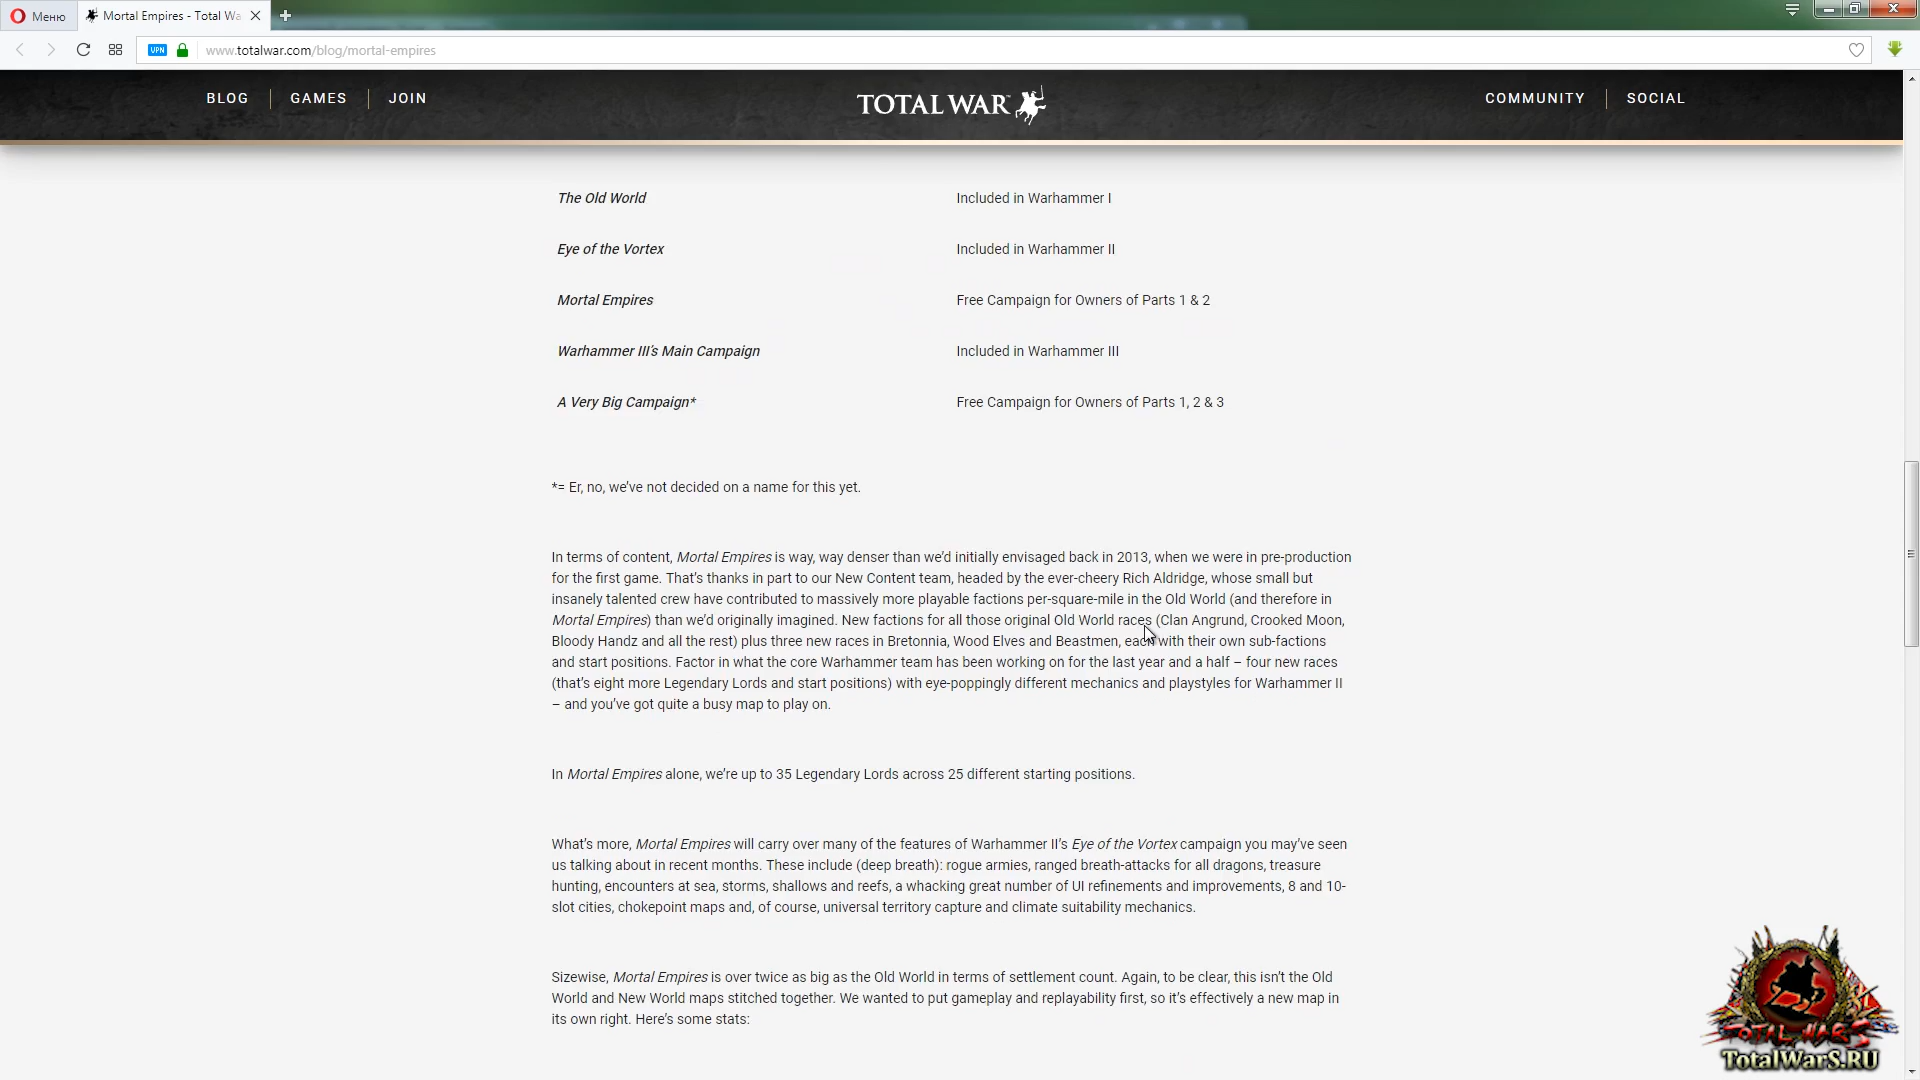 Меню
Mortal Empires - Total Wa
VPN
www.totalwar.com/blog/mortal-empires
BLOG
GAMES
JOIN
TOTAL WAR
COMMUNITY
SOCIAL
The Old World
Included in Warhammer I
Eye of the Vortex
Included in Warhammer II
Mortal Empires
Free Campaign for Owners of Parts 1 & 2
Warhammer III's Main Campaign
Included in Warhammer III
A Very Big Campaign*
Free Campaign for Owners of Parts 1, 2 & 3
*= Er, no, we've not decided on a name for this yet.
In terms of content, Mortal Empires is way, way denser than we'd initially envisaged back in 2013, when we were in pre-production
for the first game. That's thanks in part to our New Content team, headed by the ever-cheery Rich Aldridge, whose small but
insanely talented crew have contributed to massively more playable factions per-square-mile in the Old World (and therefore in
Mortal Empires) than we'd originally imagined. New factions for all those original Old World races (Clan Angrund, Crooked Moon,
Bloody Handz and all the rest) plus three new races in Bretonnia, Wood Elves and Beastmen, each with their own sub-factions
and start positions. Factor in what the core Warhammer team has been working on for the last year and a half – four new races
(that's eight more Legendary Lords and start positions) with eye-poppingly different mechanics and playstyles for Warhammer II
– and you've got quite a busy map to play on.
In Mortal Empires alone, we're up to 35 Legendary Lords across 25 different starting positions.
What's more, Mortal Empires will carry over many of the features of Warhammer II's Eye of the Vortex campaign you may've seen
us talking about in recent months. These include (deep breath): rogue armies, ranged breath-attacks for all dragons, treasure
hunting, encounters at sea, storms, shallows and reefs, a whacking great number of UI refinements and improvements, 8 and 10-
slot cities, chokepoint maps and, of course, universal territory capture and climate suitability mechanics.
Sizewise, Mortal Empires is over twice as big as the Old World in terms of settlement count. Again, to be clear, this isn't the Old
World and New World maps stitched together. We wanted to put gameplay and replayability first, so it's effectively a new map in
its own right. Here's some stats:
TOTAL WARS
TotalWarS.RU